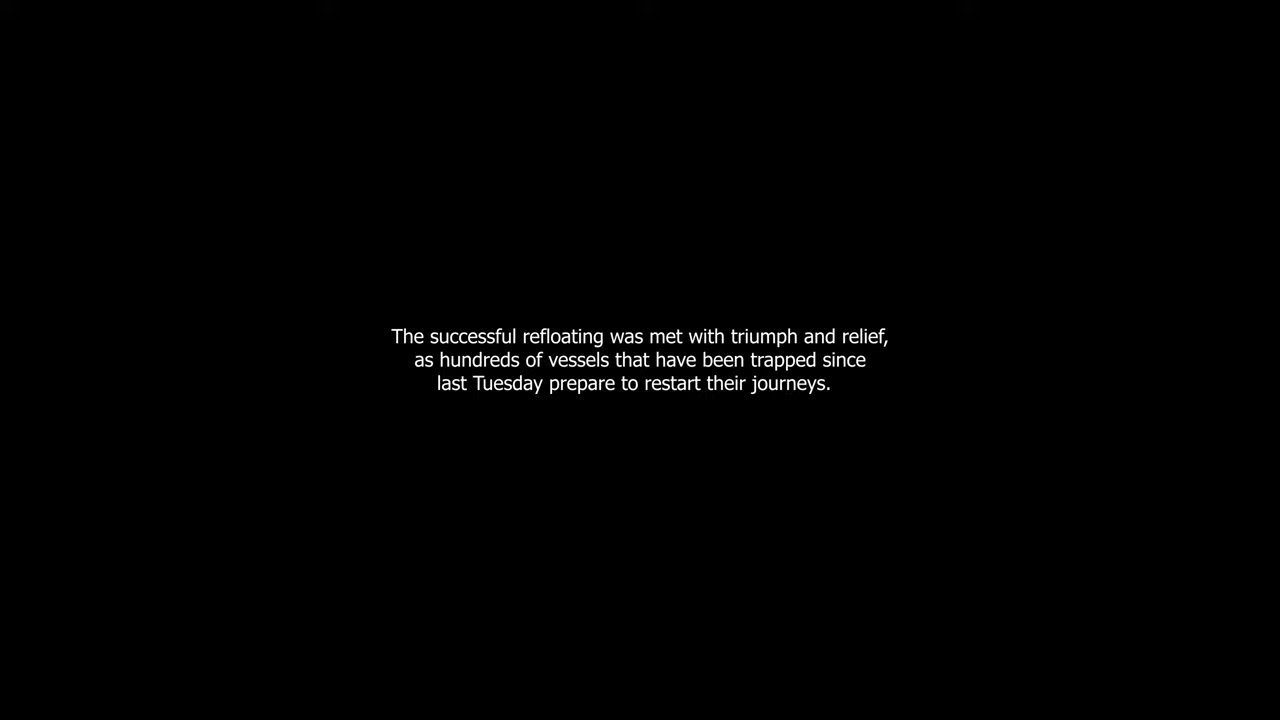 The successful refloating was met with triumph and relief,
as hundreds of vessels that have been trapped since
last Tuesday prepare to restart their journeys.